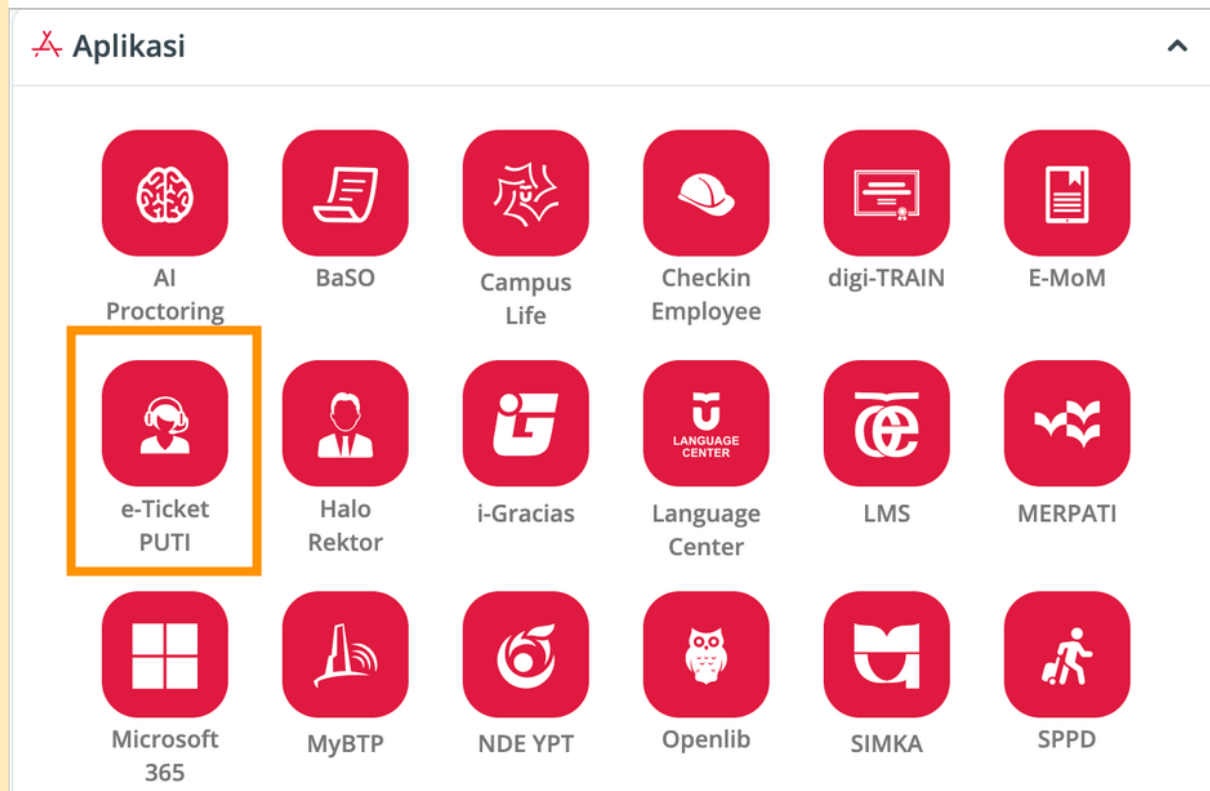 Aplikasi
AI
Proctoring
BaSO
Campus
Life
Checkin
Employee
digi-TRAIN
E-MoM
e-Ticket
PUTI
Halo
Rektor
i-Gracias
LANGUAGE
CENTER
Language
Center
LMS
MERPATI
Microsoft
365
MyBTP
NDE YPT
Openlib
SIMKA
SPPD